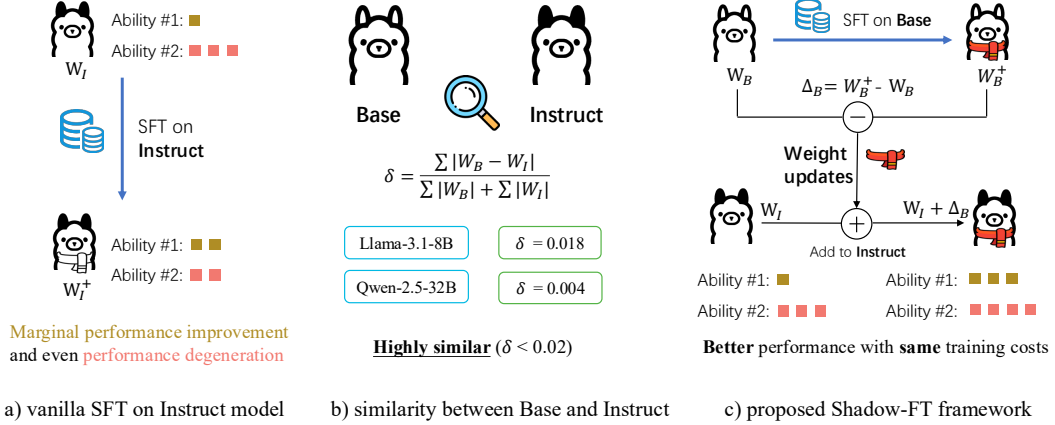 Ability #1:
Ability #2:
W_I
SFT on
Instruct
Ability #1:
Ability #2:
W_I^+
Marginal performance improvement
and even performance degeneration
a) vanilla SFT on Instruct model
Base
Instruct
δ = ∑|W_B − W_I| / ∑|W_B| + ∑|W_I|
Llama-3.1-8B
δ = 0.018
Qwen-2.5-32B
δ = 0.004
Highly similar (δ < 0.02)
b) similarity between Base and Instruct
SFT on Base
W_B
W_B^+
Δ_B = W_B^+ - W_B
−
Weight
updates
W_I
+
W_I + Δ_B
Add to Instruct
Ability #1:
Ability #2:
Ability #1:
Ability #2:
Better performance with same training costs
c) proposed Shadow-FT framework